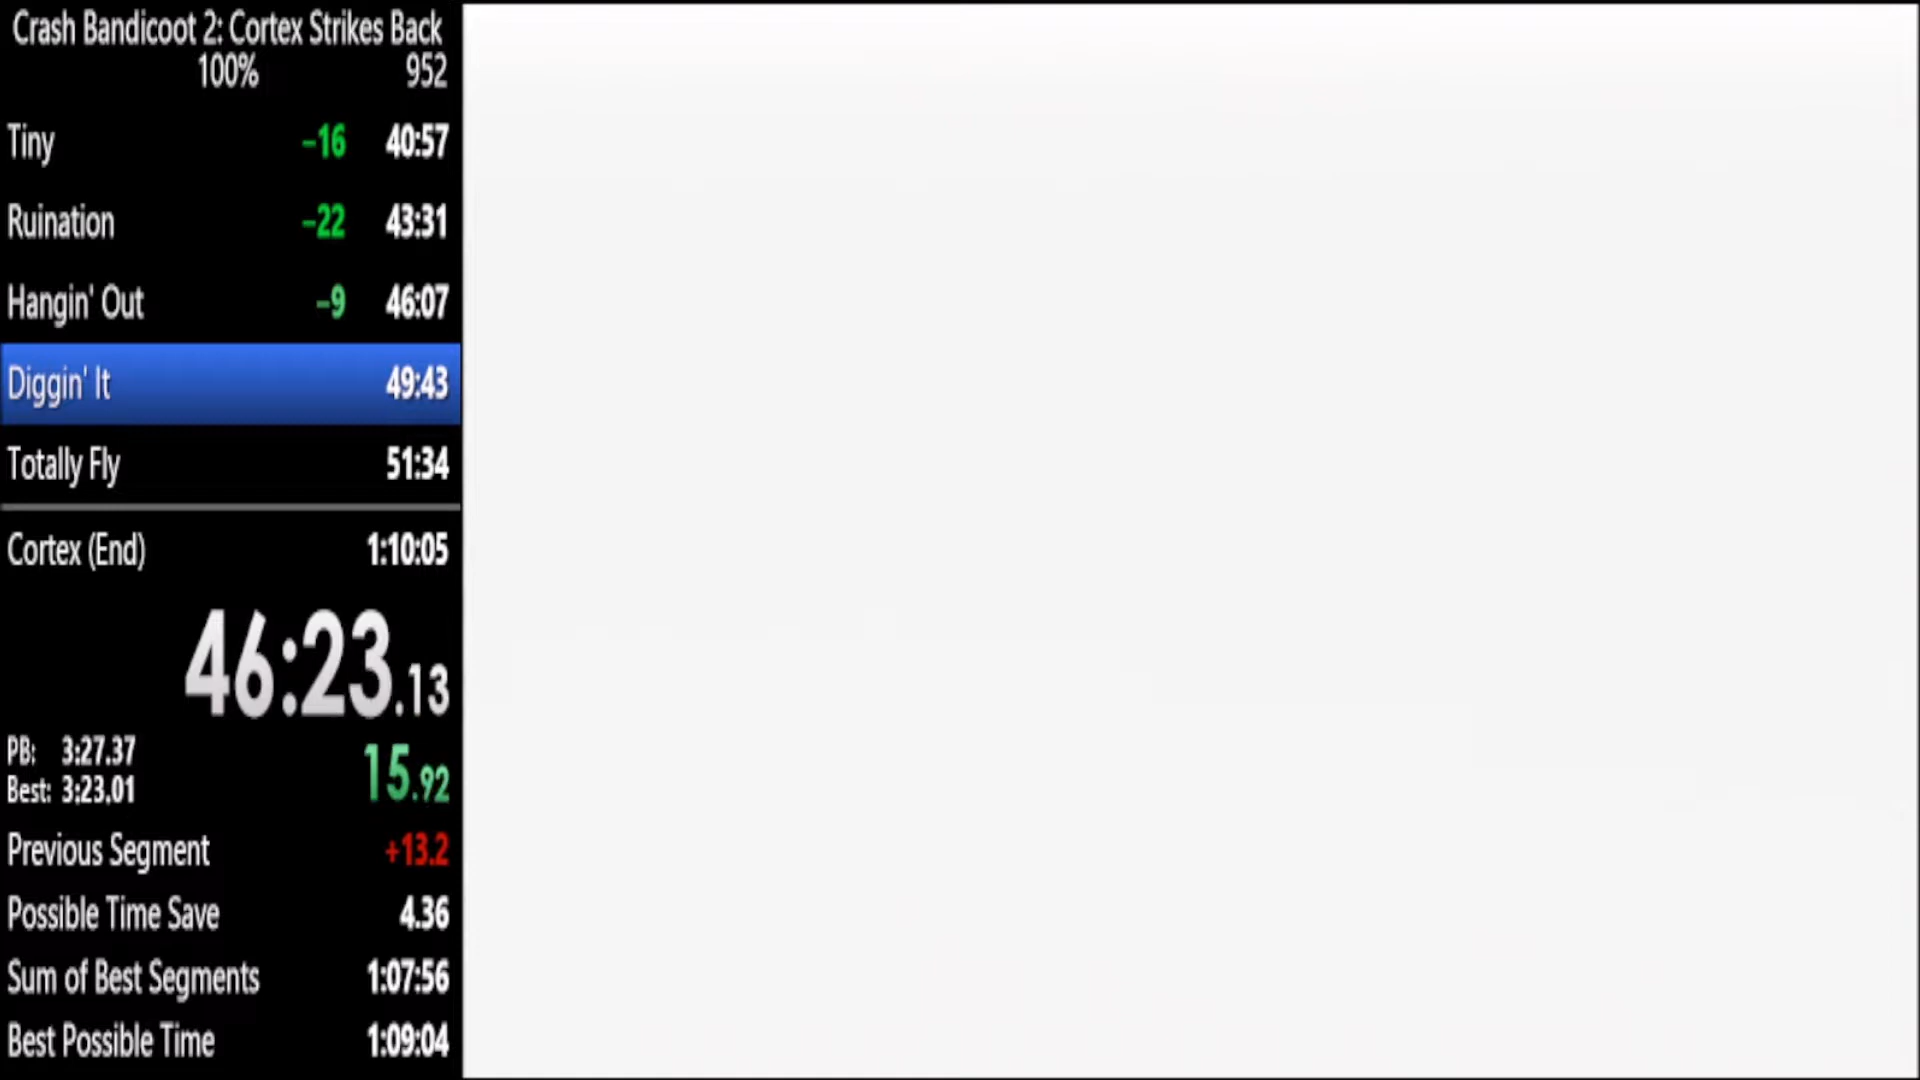 Crash Bandicoot 2: Cortex Strikes Back
100% 952
Tiny −16 40:57
Ruination −22 43:31
Hangin' Out −9 46:07
Diggin' It 49:43
Totally Fly 51:34
Cortex (End) 1:10:05
46:23.13
PB: 3:27.37 15.92
Best: 3:23.01
Previous Segment +13.2
Possible Time Save 4.36
Sum of Best Segments 1:07:56
Best Possible Time 1:09:04